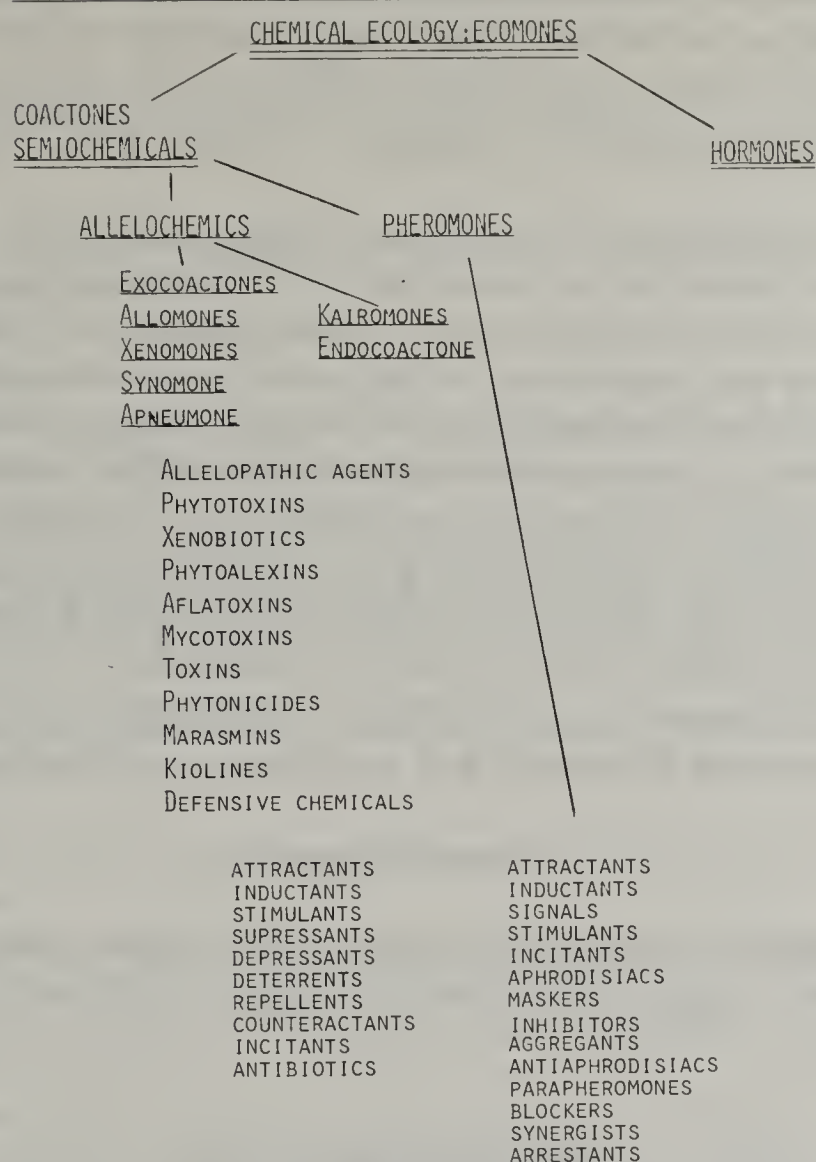 CHEMICAL ECOLOGY:ECOMONES
COACTONES
SEMIOCHEMICALS
HORMONES
ALLELOCHEMICS
PHEROMONES
EXOCOACTONES
ALLOMONES
XENOMONES
SYNOMONE
APNEUMONE
KAIROMONES
ENDOCOACTONE
ALLELOPATHIC AGENTS
PHYTOTOXINS
XENOBIOTICS
PHYTOALEXINS
AFLATOXINS
MYCOTOXINS
TOXINS
PHYTONICIDES
MARASMINS
KIOLINES
DEFENSIVE CHEMICALS
ATTRACTANTS
INDUCTANTS
STIMULANTS
SUPRESSANTS
DEPRESSANTS
DETERRENTS
REPELLENTS
COUNTERACTANTS
INCITANTS
ANTIBIOTICS
ATTRACTANTS
INDUCTANTS
SIGNALS
STIMULANTS
INCITANTS
APHRODISIACS
MASKERS
INHIBITORS
AGGREGANTS
ANTIAPHRODISIACS
PARAPHEROMONES
BLOCKERS
SYNERGISTS
ARRESTANTS